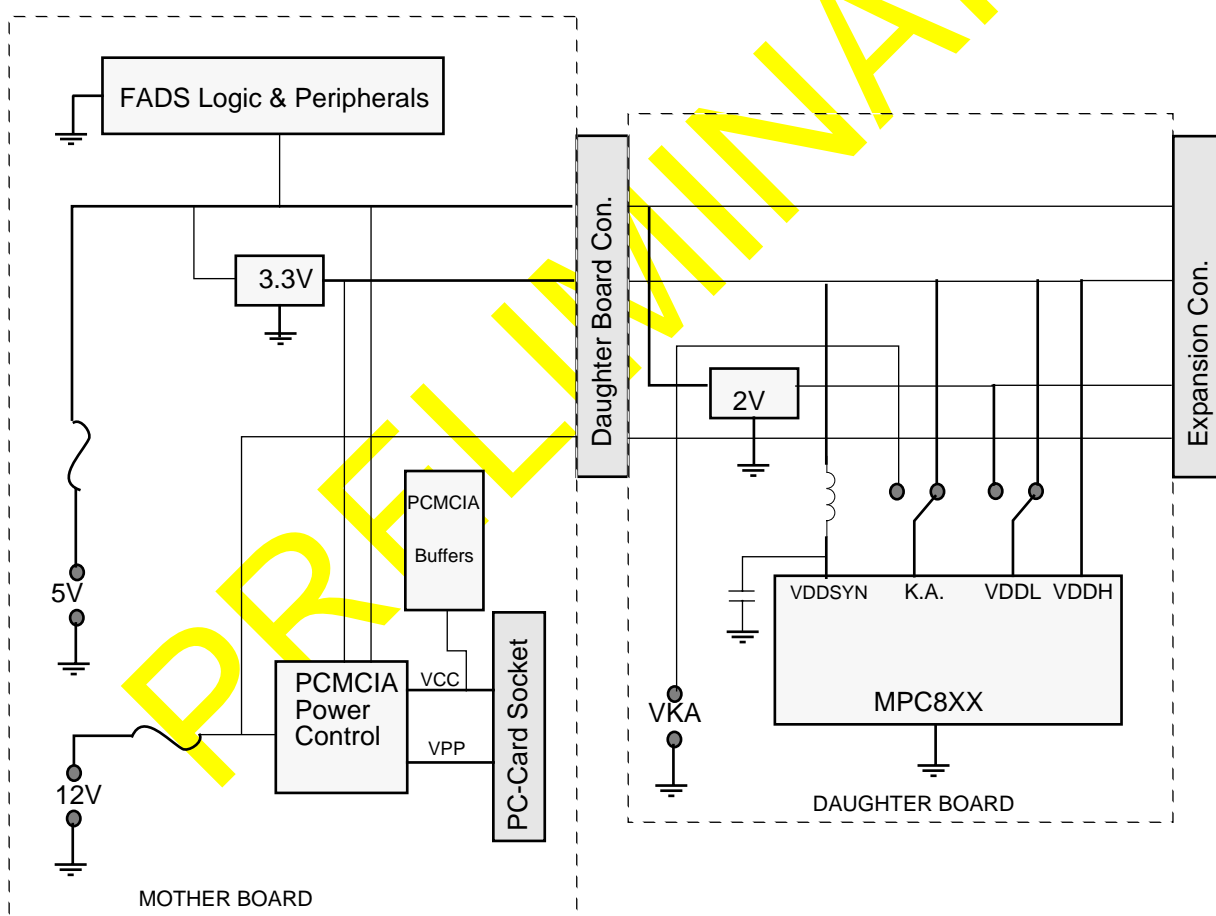 FADS Logic & Peripherals
3.3V
5V
12V
PCMCIA
Buffers
PCMCIA
Power
Control
VCC
VPP
PC-Card Socket
MOTHER BOARD
Daughter Board Con.
2V
VKA
VDDSYN K.A. VDDL VDDH
MPC8XX
DAUGHTER BOARD
Expansion Con.